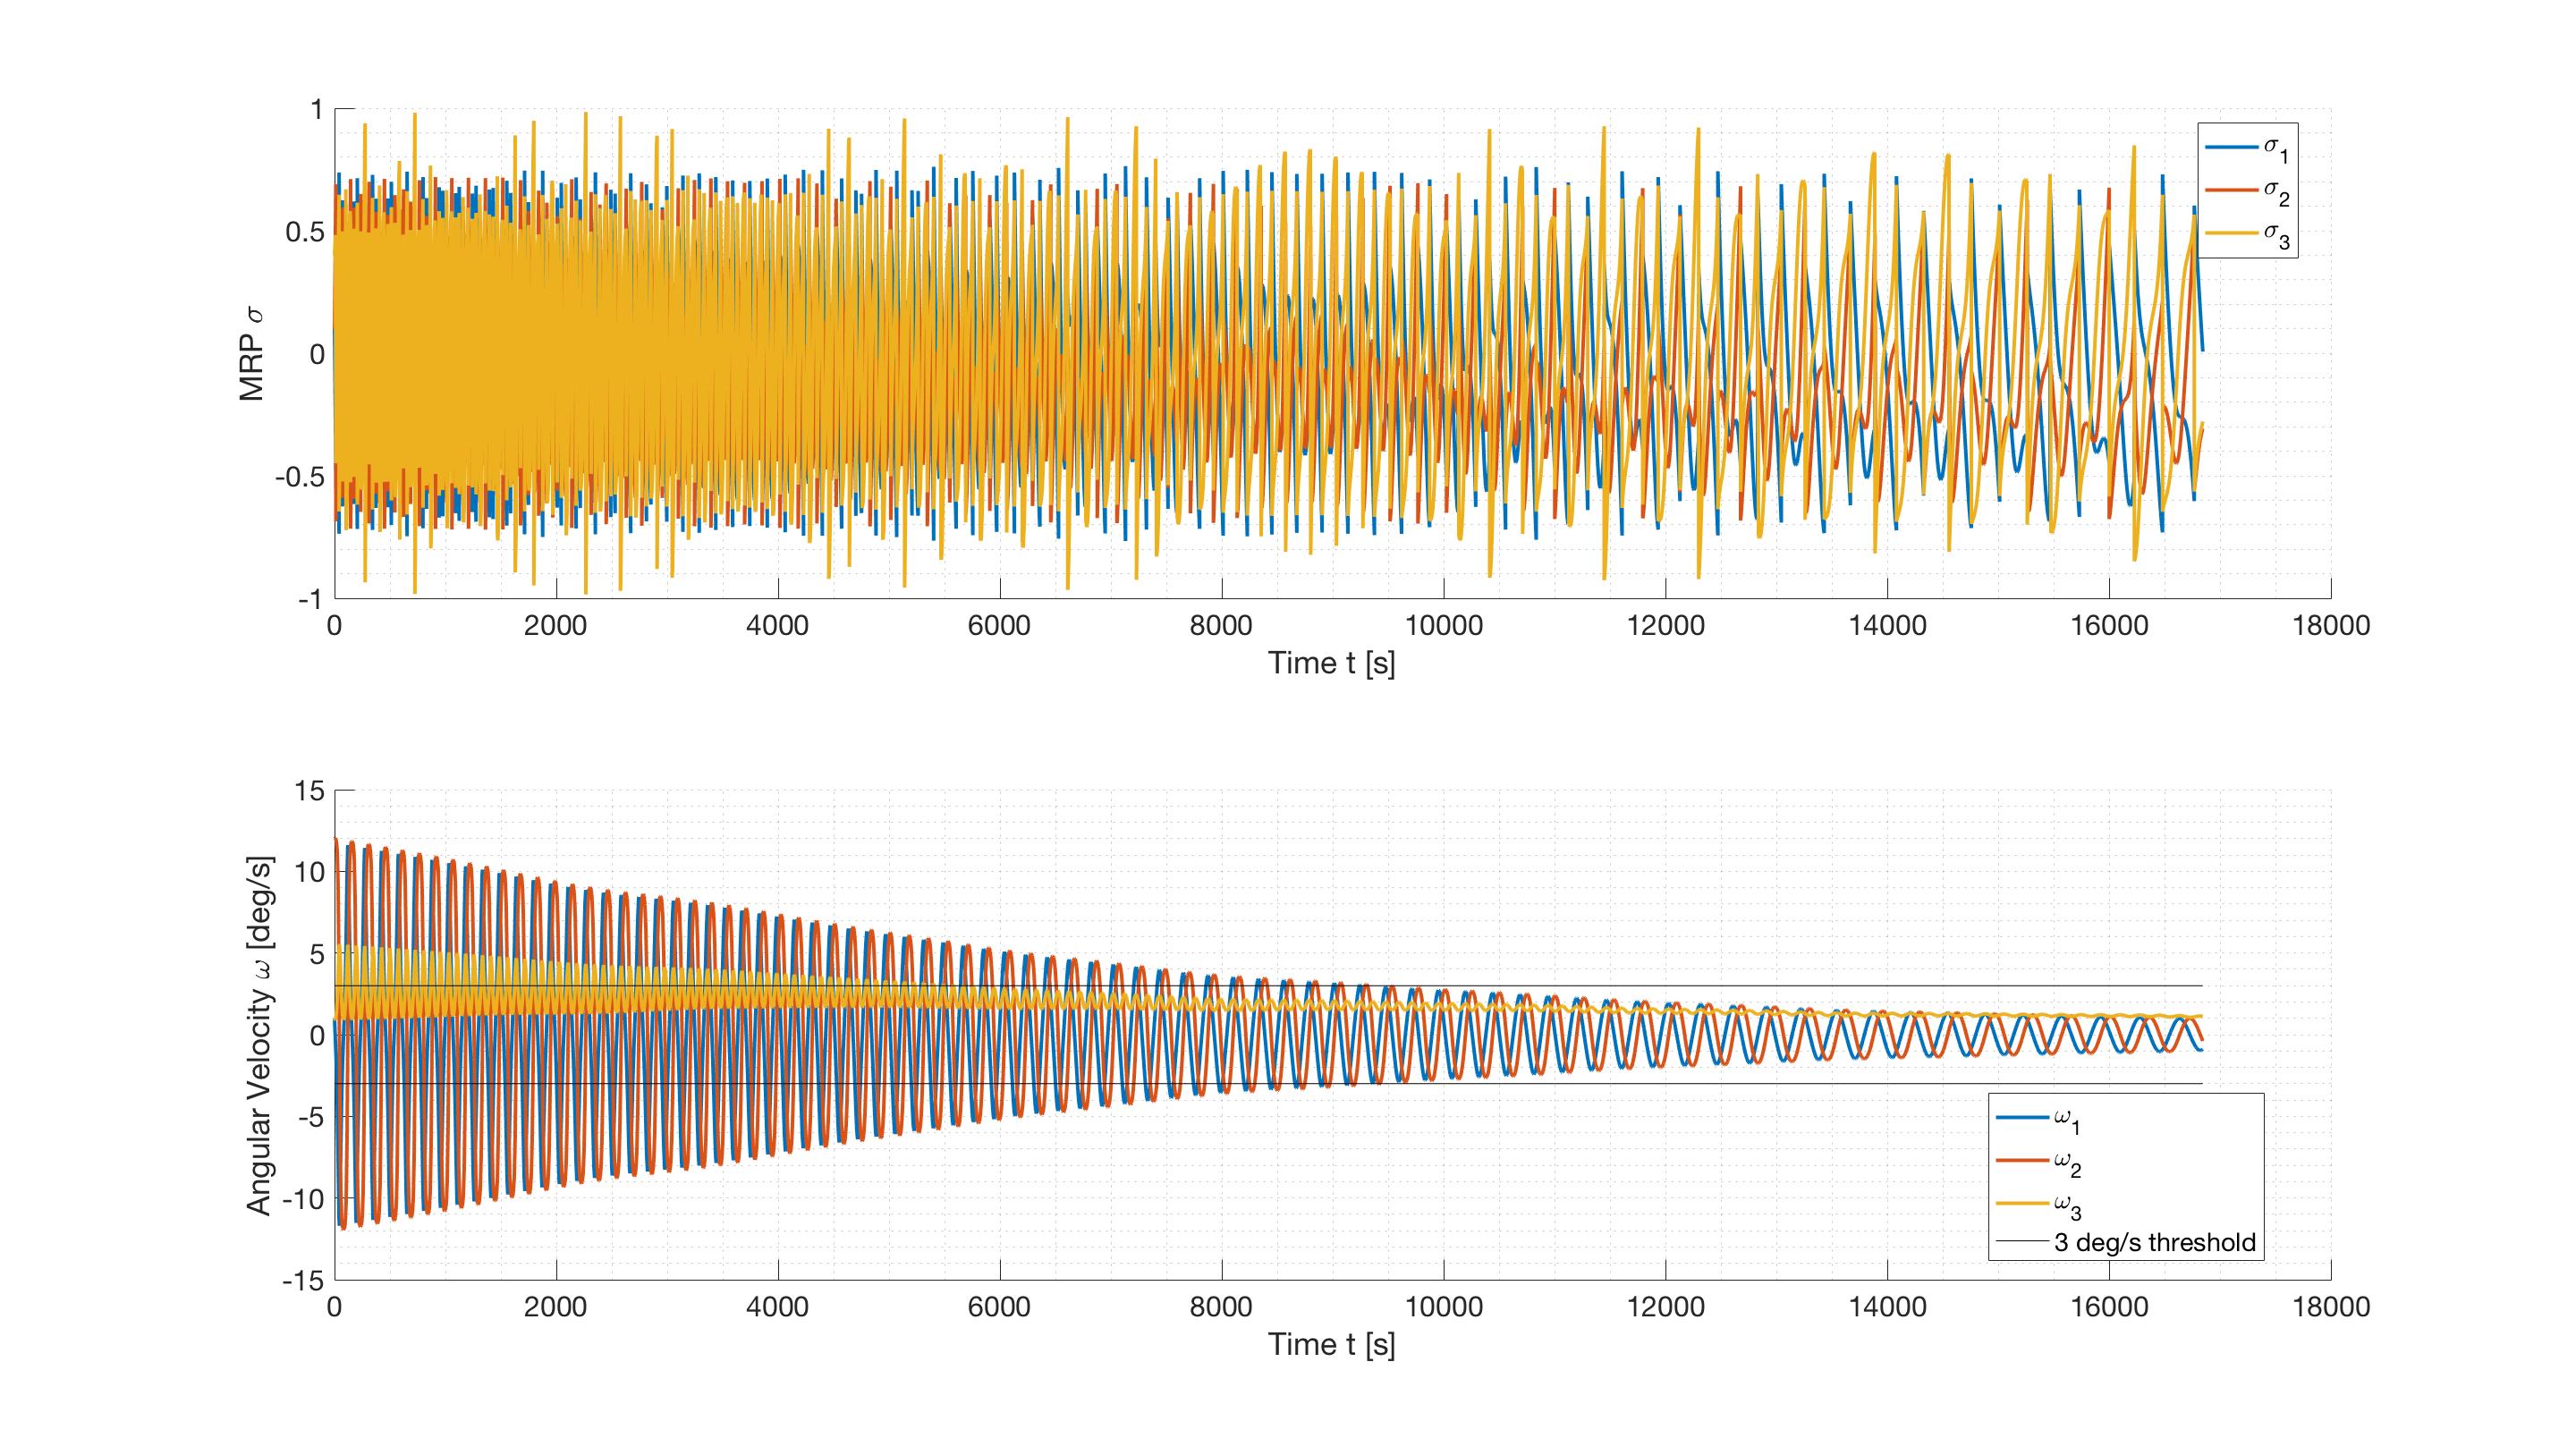 1
0.5
0
-0.5
-1
MRP σ
0 2000 4000 6000 8000 10000 12000 14000 16000 18000
Time t [s]
σ1
σ2
σ3
15
10
5
0
-5
-10
-15
Angular Velocity ω [deg/s]
0 2000 4000 6000 8000 10000 12000 14000 16000 18000
Time t [s]
ω1
ω2
ω3
3 deg/s threshold